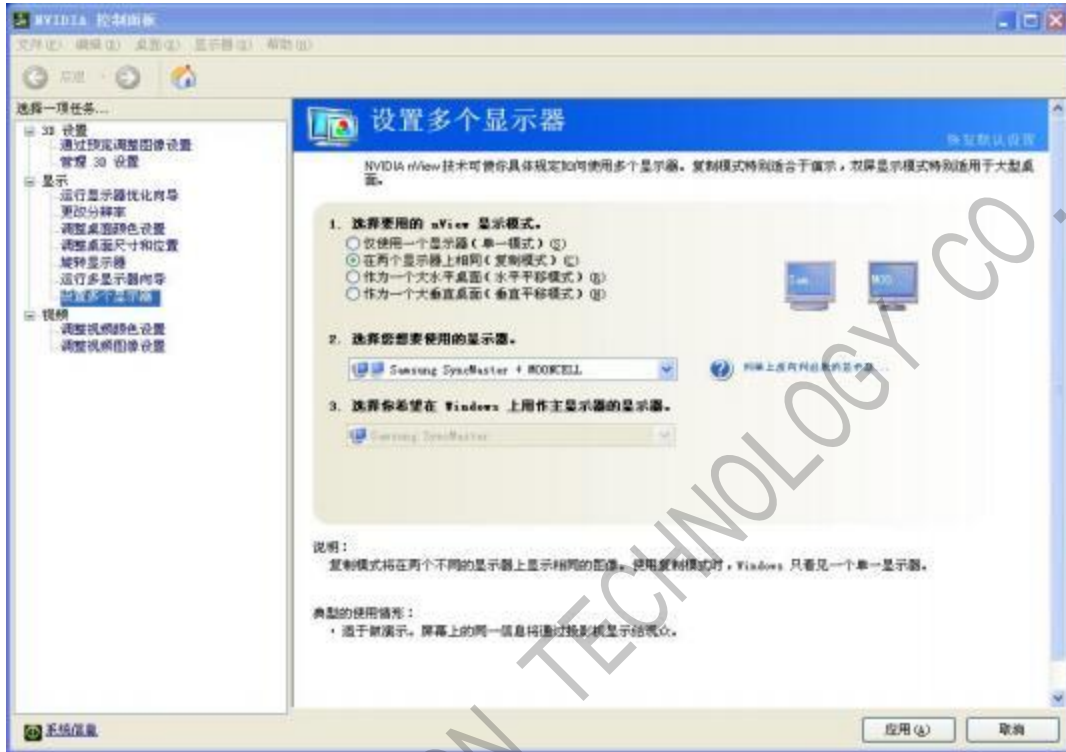 NVIDIA 控制面板
文件(F) 编辑(E) 桌面(D) 显示器(D) 帮助(H)
后退
选择一项任务...
3D 设置
通过预览调整图像设置
管理 3D 设置
显示
运行显示器优化向导
更改分辨率
调整桌面颜色设置
调整桌面尺寸和位置
旋转显示器
运行多显示器向导
设置多个显示器
视频
调整视频颜色设置
调整视频图像设置
系统信息
设置多个显示器
恢复默认设置
NVIDIA nView 技术可使你具体规定如何使用多个显示器。复制模式特别适合于演示,双屏显示模式特别适用于大型桌
面。
1. 选择要用的 nView 显示模式。
仅使用一个显示器(单一模式)(S)
在两个显示器上相同(复制模式)(C)
作为一个大水平桌面(水平平移模式)
作为一个大垂直桌面(垂直平移模式)
Sam
MOO
2. 选择您想要使用的显示器。
Samsung SyncMaster + MOONCELL
3. 选择你希望在 Windows 上用作主显示器的显示器。
Samsung SyncMaster
说明:
复制模式将在两个不同的显示器上显示相同的图像。使用复制模式时,Windows 只看见一个单一显示器。
典型的使用情形:
· 适于做演示。屏幕上的同一信息将通过投影机显示给观众。
应用(A)
取消
TECHNOLOGY CO.